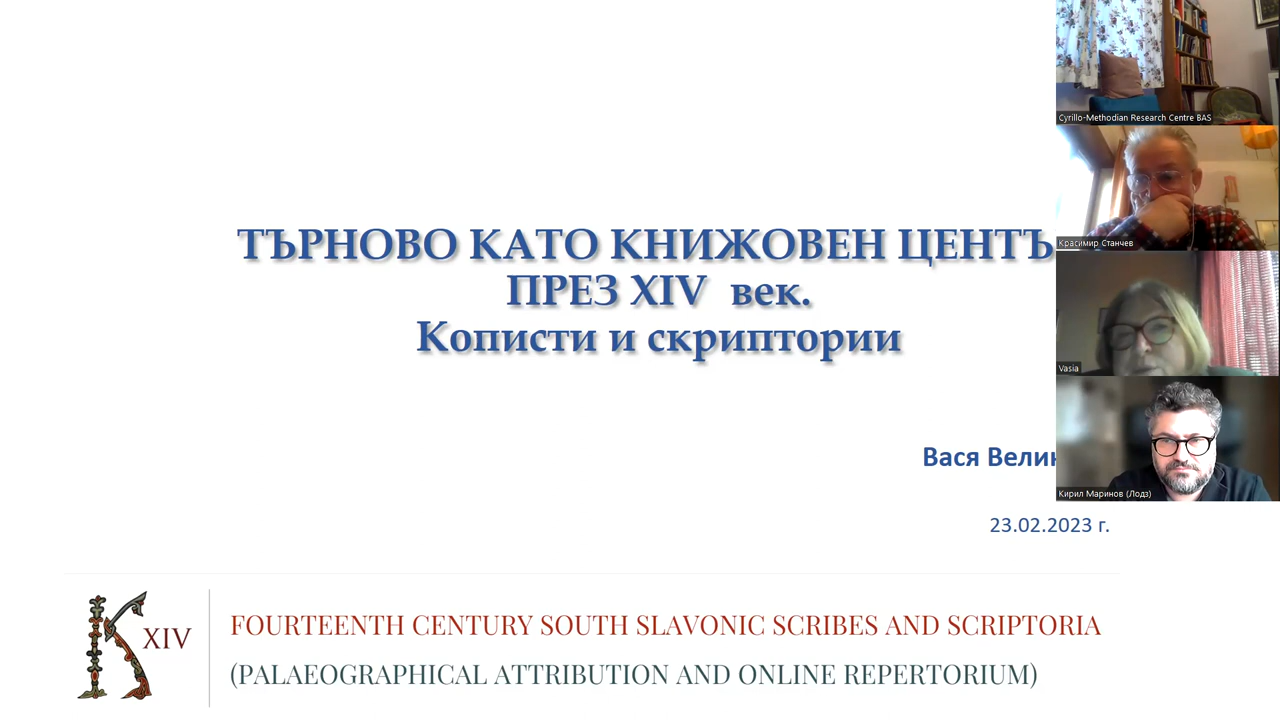 ТЪРНОВО КАТО КНИЖОВЕН ЦЕНТЪ
ПРЕЗ XIV век.
Кописти и скриптории
Вася Велин
23.02.2023 г.
XIV
FOURTEENTH CENTURY SOUTH SLAVONIC SCRIBES AND SCRIPTORIA
(PALAEOGRAPHICAL ATTRIBUTION AND ONLINE REPERTORIUM)
Cyrillo-Methodian Research Centre BAS
Красимир Станчев
Vasia
Кирил Маринов (Лодз)